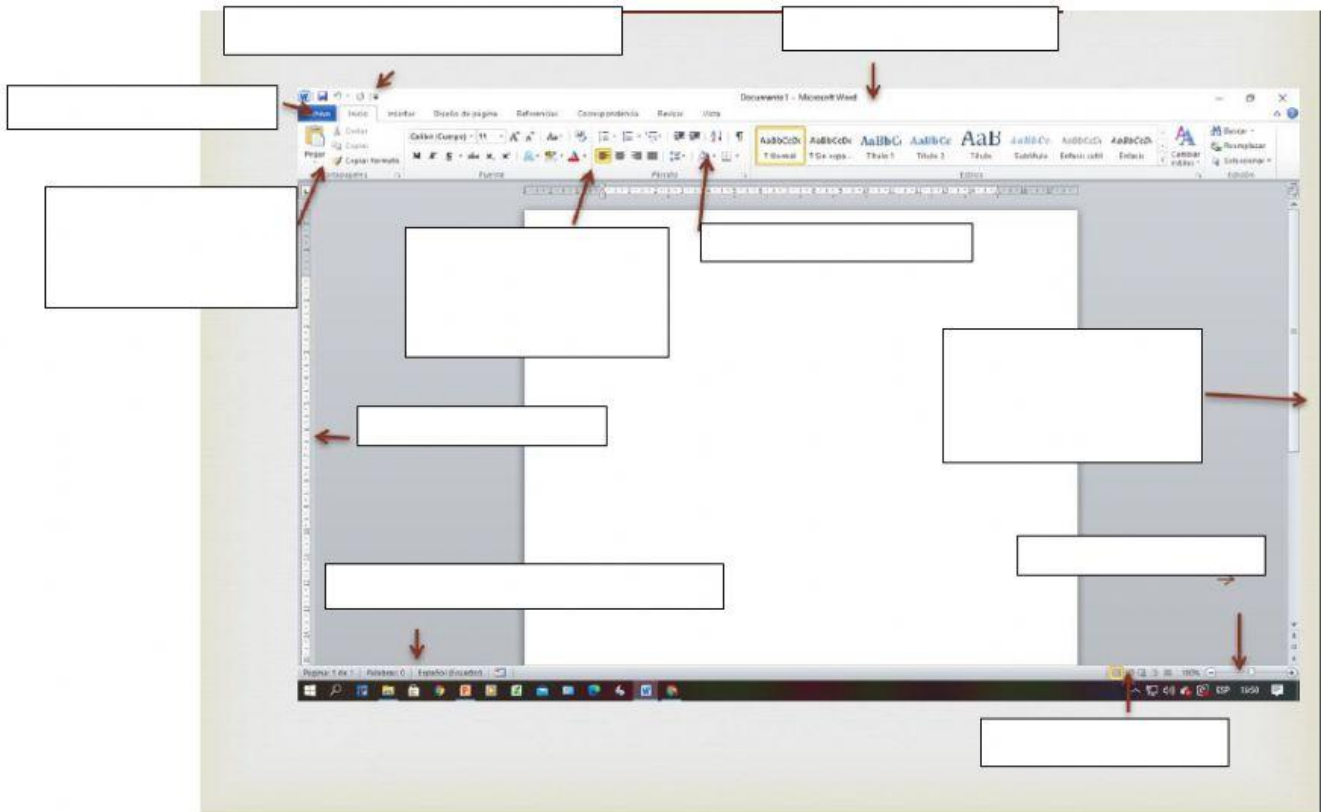 Documento1 - Microsoft Word
Inicio Insertar Diseño de página Referencias Correspondencia Revisar Vista
Cortar
Copiar
Copiar formato
Pegar
Calibri (Cuerpo) 11
AaBbCcDc AaBbCcDc AaBbC AaBbCc AaB AaBbCc. AaBbCcDc AaBbCcDc
¶ Normal ¶ Sin espa... Título 1 Título 2 Título Subtítulo Énfasis sutil Énfasis
Cambiar estilos
Buscar
Reemplazar
Seleccionar
Portapapeles Fuente Párrafo Estilos Edición
Página: 1 de 1 Palabras: 0 Español (Ecuador) 100%
ESP 16:50